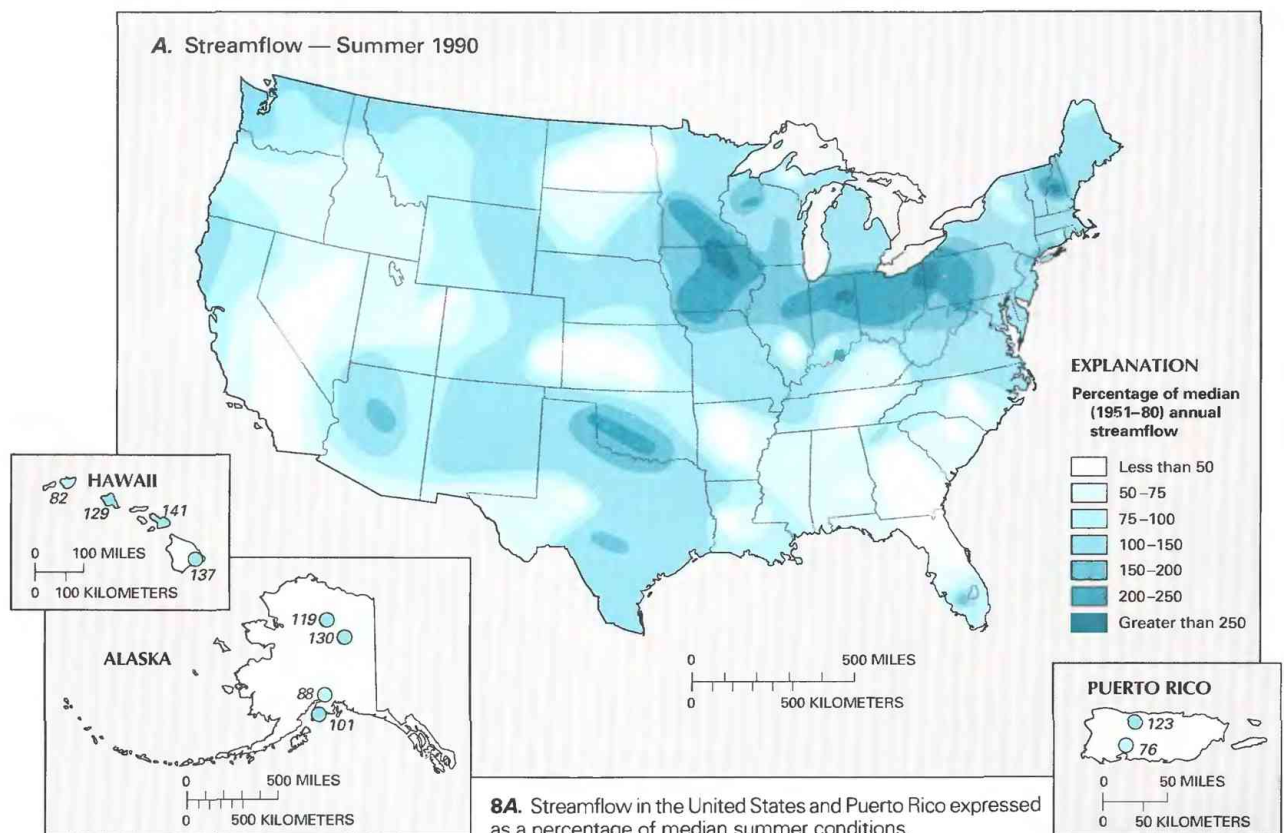 A. Streamflow — Summer 1990
EXPLANATION
Percentage of median
(1951–80) annual
streamflow
Less than 50
50–75
75–100
100–150
150–200
200–250
Greater than 250
HAWAII
82
129
141
137
0 100 MILES
0 100 KILOMETERS
ALASKA
119
130
88
101
0 500 MILES
0 500 KILOMETERS
0 500 MILES
0 500 KILOMETERS
PUERTO RICO
123
76
0 50 MILES
0 50 KILOMETERS
8A. Streamflow in the United States and Puerto Rico expressed
as a percentage of median summer conditions